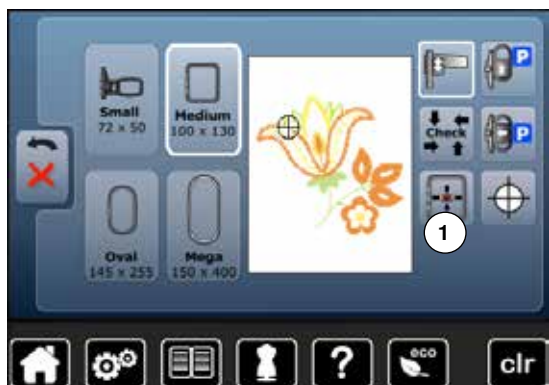 Small
72 x 50
Medium
100 x 130
Oval
145 x 255
Mega
150 x 400
P
Check
P
1
?
eco
clr